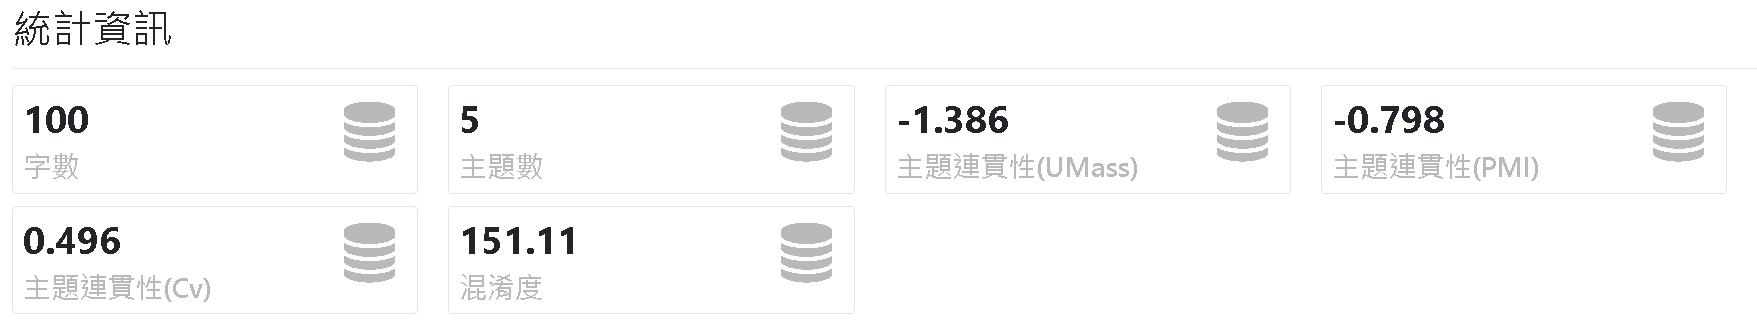 統計資訊
100
字數
5
主題數
-1.386
主題連貫性(UMass)
-0.798
主題連貫性(PMI)
0.496
主題連貫性(Cv)
151.11
混淆度